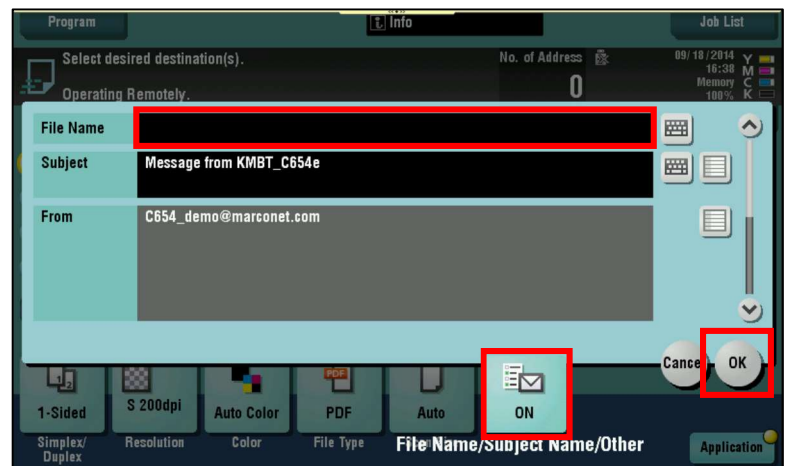 Program
Info
Job List
Select desired destination(s).
No. of Address
09/18/2014
16:38
Memory
100%
Y
M
C
K
Operating Remotely.
0
File Name
Subject
Message from KMBT_C654e
From
C654_demo@marconet.com
Cancel
OK
1-Sided
S 200dpi
Auto Color
PDF
PDF
Auto
ON
Simplex/
Duplex
Resolution
Color
File Type
File Name/Subject Name/Other
Application